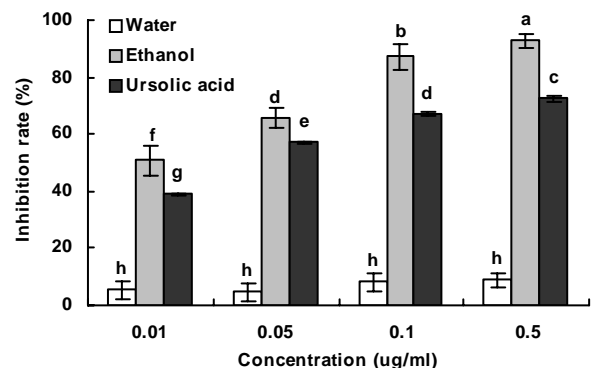 100
80
60
40
20
0
Inhibition rate (%)
Water
Ethanol
Ursolic acid
h
f
g
h
d
e
h
b
d
h
a
c
0.01
0.05
0.1
0.5
Concentration (ug/ml)